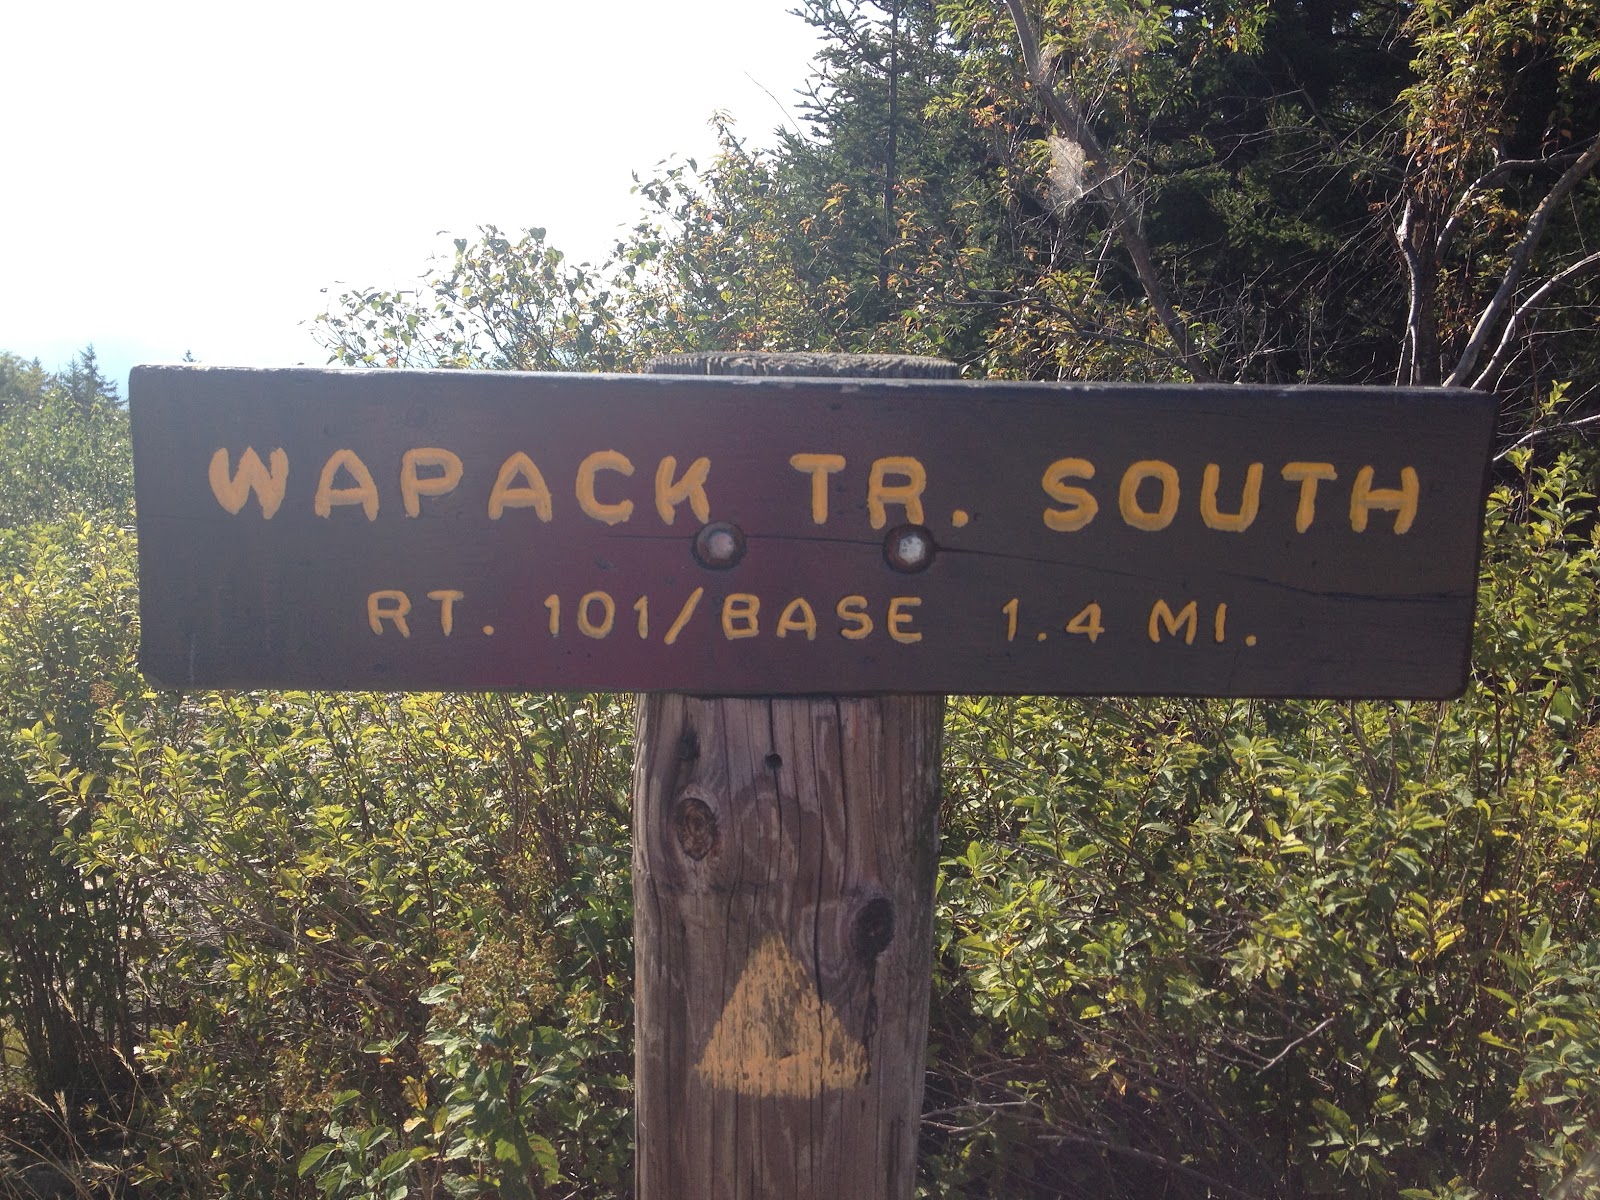 WAPACK TR. SOUTH
RT. 101/BASE 1.4 MI.